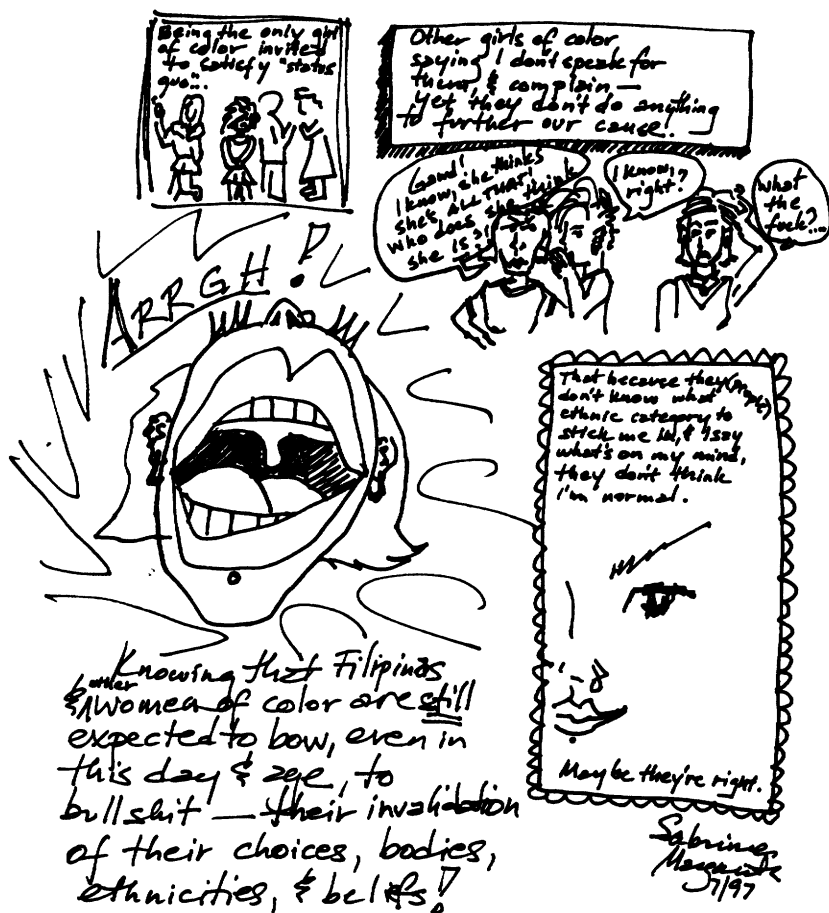 Being the only girl
of color invited
to satisfy "status
quo"...
Other girls of color
saying I don't speak for
them, & complain —
yet they don't do anything
to further our cause.
Gawd!
I know, she thinks
she's ALL THAT!
Who does she think
she is?!
I know,
right?
What
the
fuck?...
ARRGH!
That because they (ppl)
don't know what
ethnic category to
stick me in, & I say
what's on my mind,
they don't think
i'm normal.
Maybe they're right.
Knowing that Filipinas
& other women of color are still
expected to bow, even in
this day & age, to
bullshit — their invalidation
of their choices, bodies,
ethnicities, & beliefs!
Sabrina
7/97